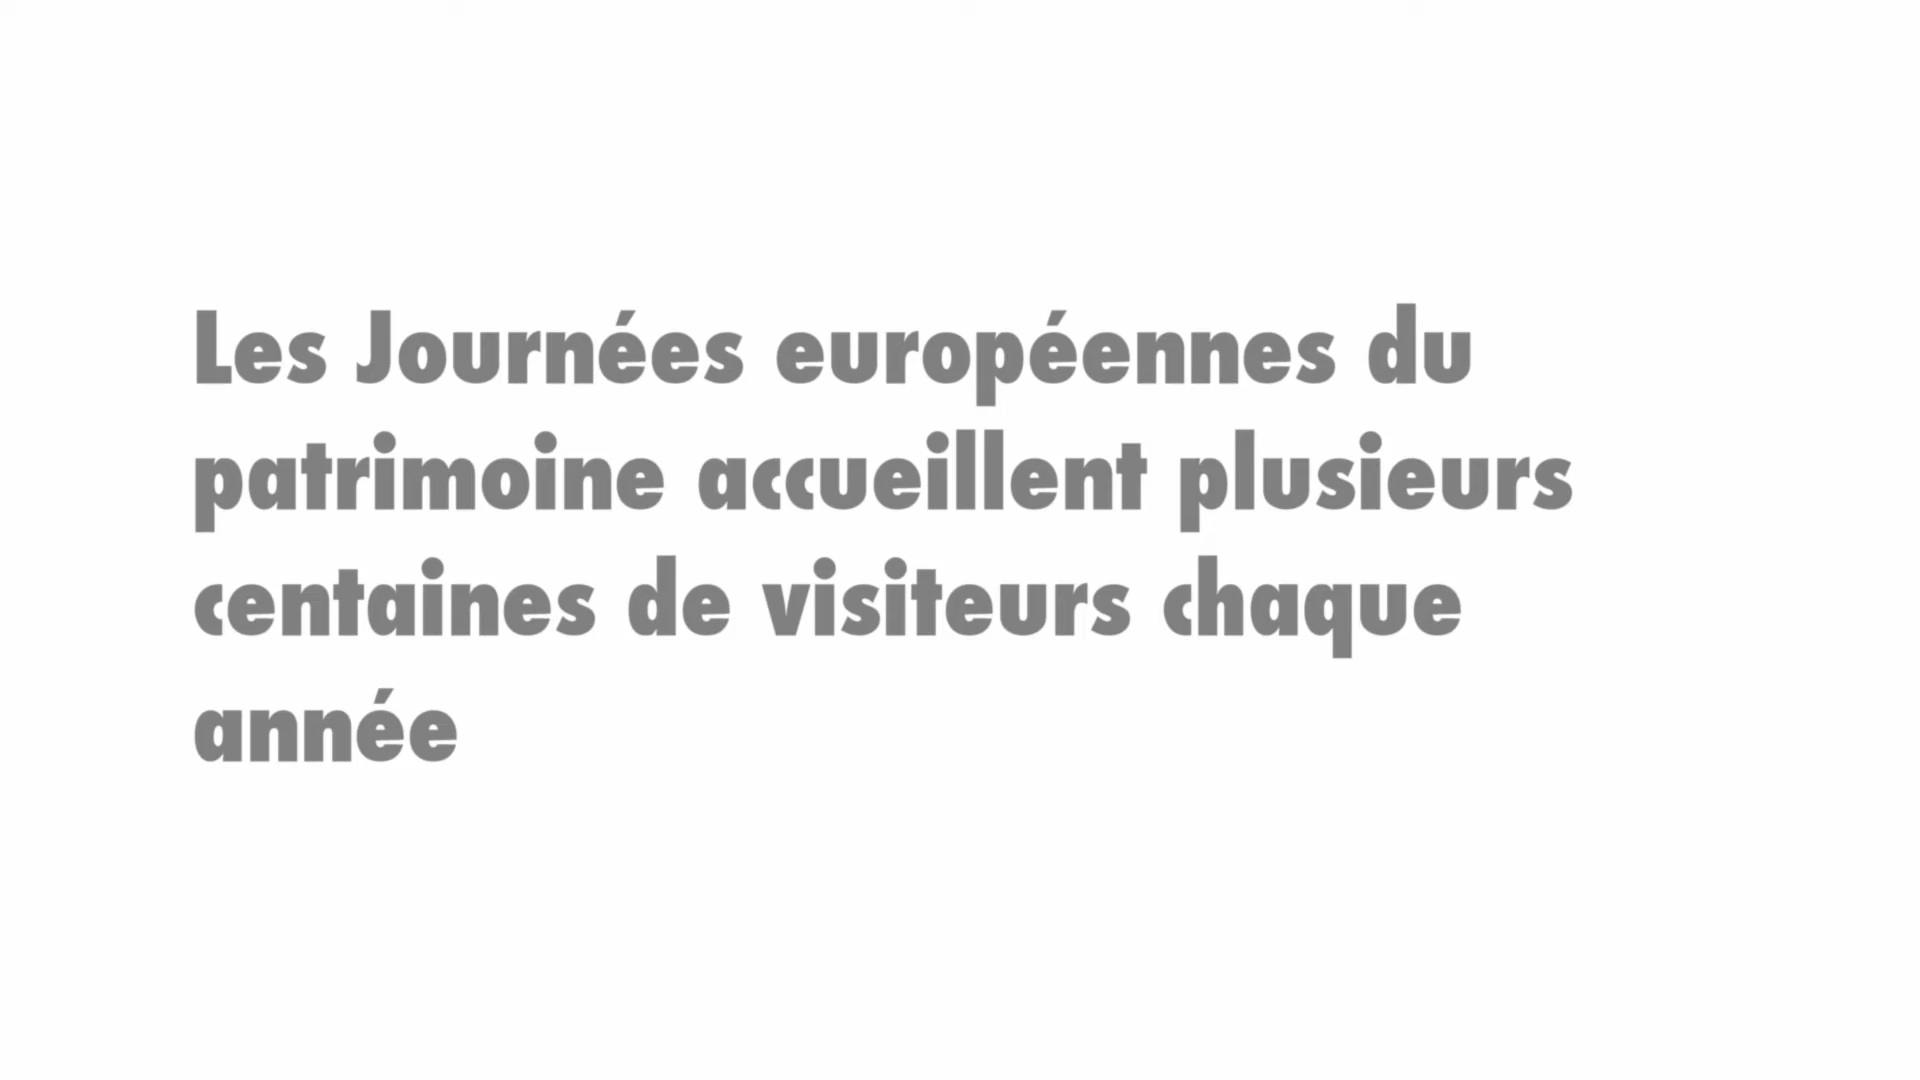 Les Journées européennes du
patrimoine accueillent plusieurs
centaines de visiteurs chaque
année